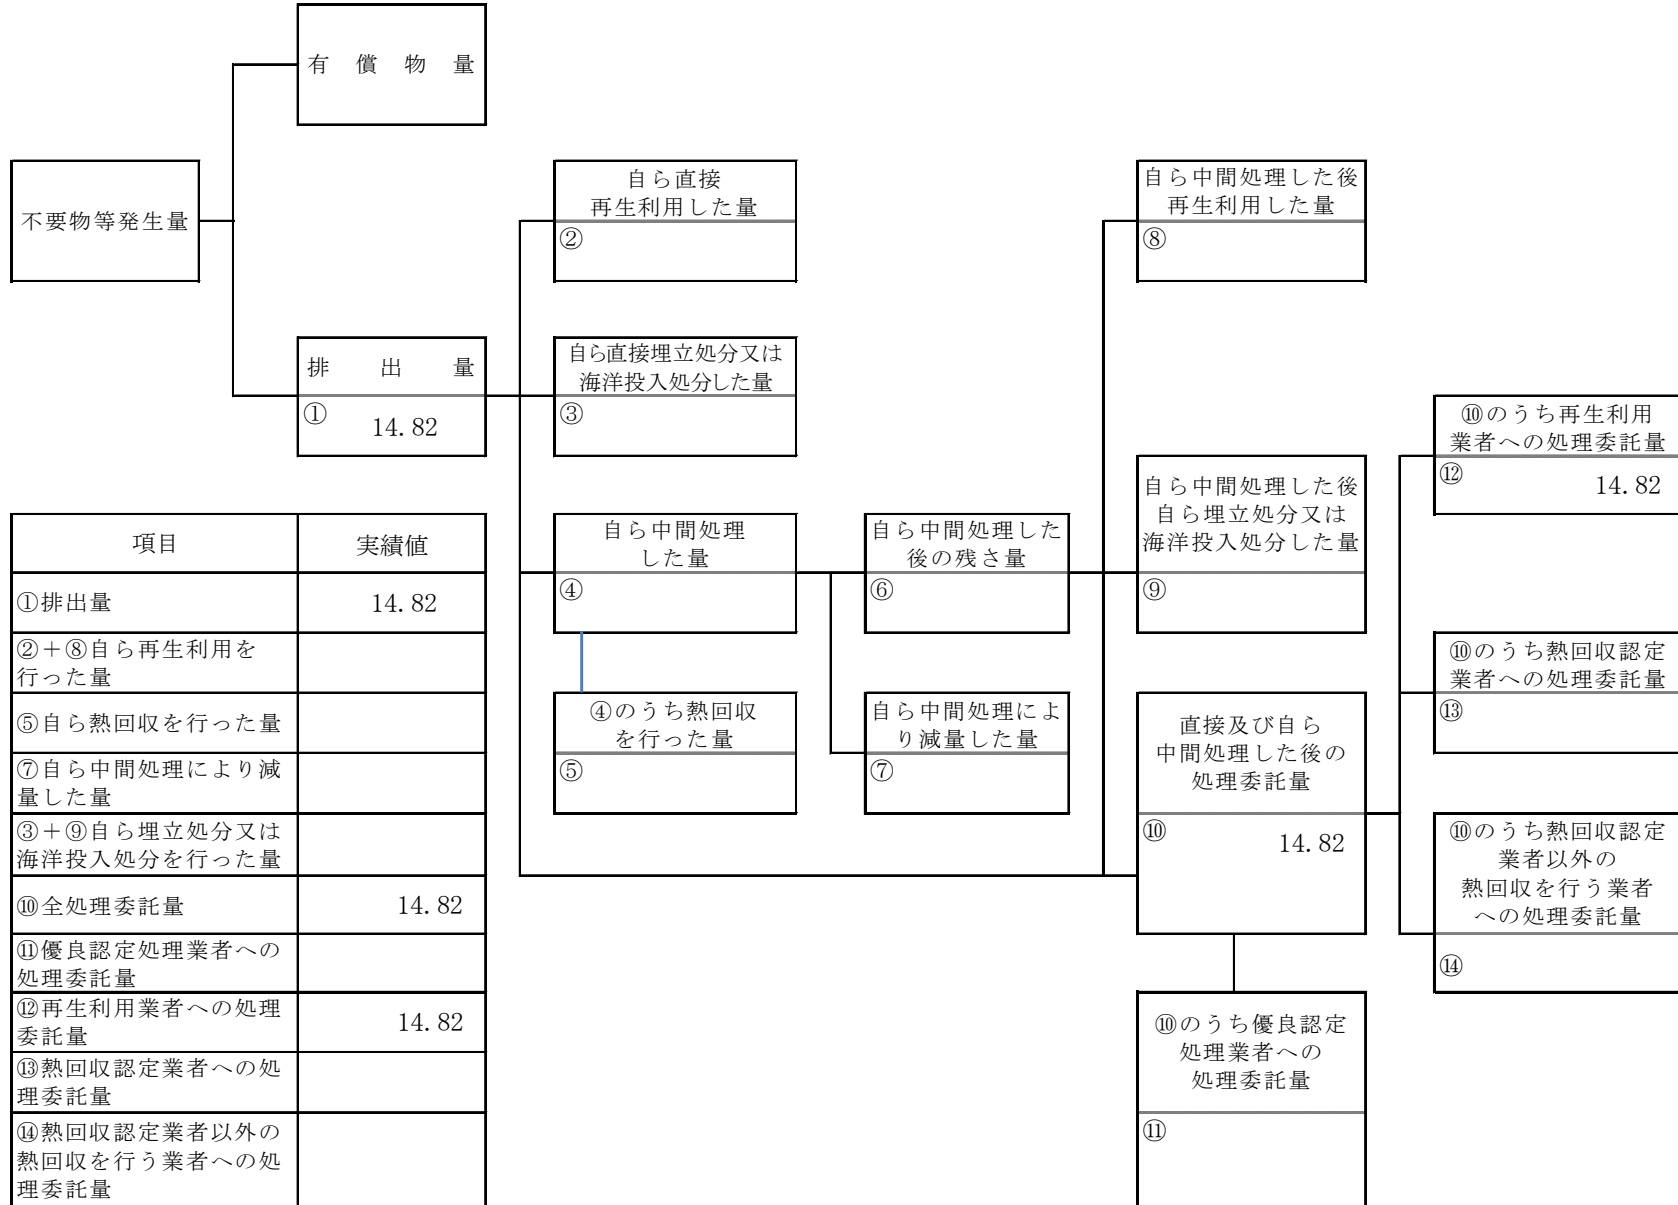 有償物量
不要物等発生量
排出量
①
14.82
自ら直接
再生利用した量
②
自ら直接埋立処分又は
海洋投入処分した量
③
自ら中間処理
した量
④
④のうち熱回収
を行った量
⑤
自ら中間処理した
後の残さ量
⑥
自ら中間処理によ
り減量した量
⑦
自ら中間処理した後
再生利用した量
⑧
自ら中間処理した後
自ら埋立処分又は
海洋投入処分した量
⑨
直接及び自ら
中間処理した後の
処理委託量
⑩
14.82
⑩のうち優良認定
処理業者への
処理委託量
⑪
⑩のうち再生利用
業者への処理委託量
⑫
14.82
⑩のうち熱回収認定
業者への処理委託量
⑬
⑩のうち熱回収認定
業者以外の
熱回収を行う業者
への処理委託量
⑭
項目 実績値
①排出量 14.82
②＋⑧自ら再生利用を
行った量
⑤自ら熱回収を行った量
⑦自ら中間処理により減
量した量
③＋⑨自ら埋立処分又は
海洋投入処分を行った量
⑩全処理委託量 14.82
⑪優良認定処理業者への
処理委託量
⑫再生利用業者への処理
委託量 14.82
⑬熱回収認定業者への処
理委託量
⑭熱回収認定業者以外の
熱回収を行う業者への処
理委託量